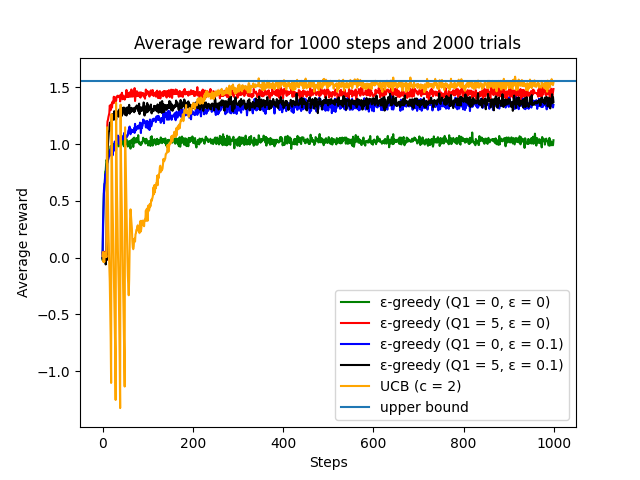 Average reward for 1000 steps and 2000 trials
1.5
1.0
0.5
0.0
−0.5
−1.0
Average reward
0
200
400
600
800
1000
Steps
ε-greedy (Q1 = 0, ε = 0)
ε-greedy (Q1 = 5, ε = 0)
ε-greedy (Q1 = 0, ε = 0.1)
ε-greedy (Q1 = 5, ε = 0.1)
UCB (c = 2)
upper bound